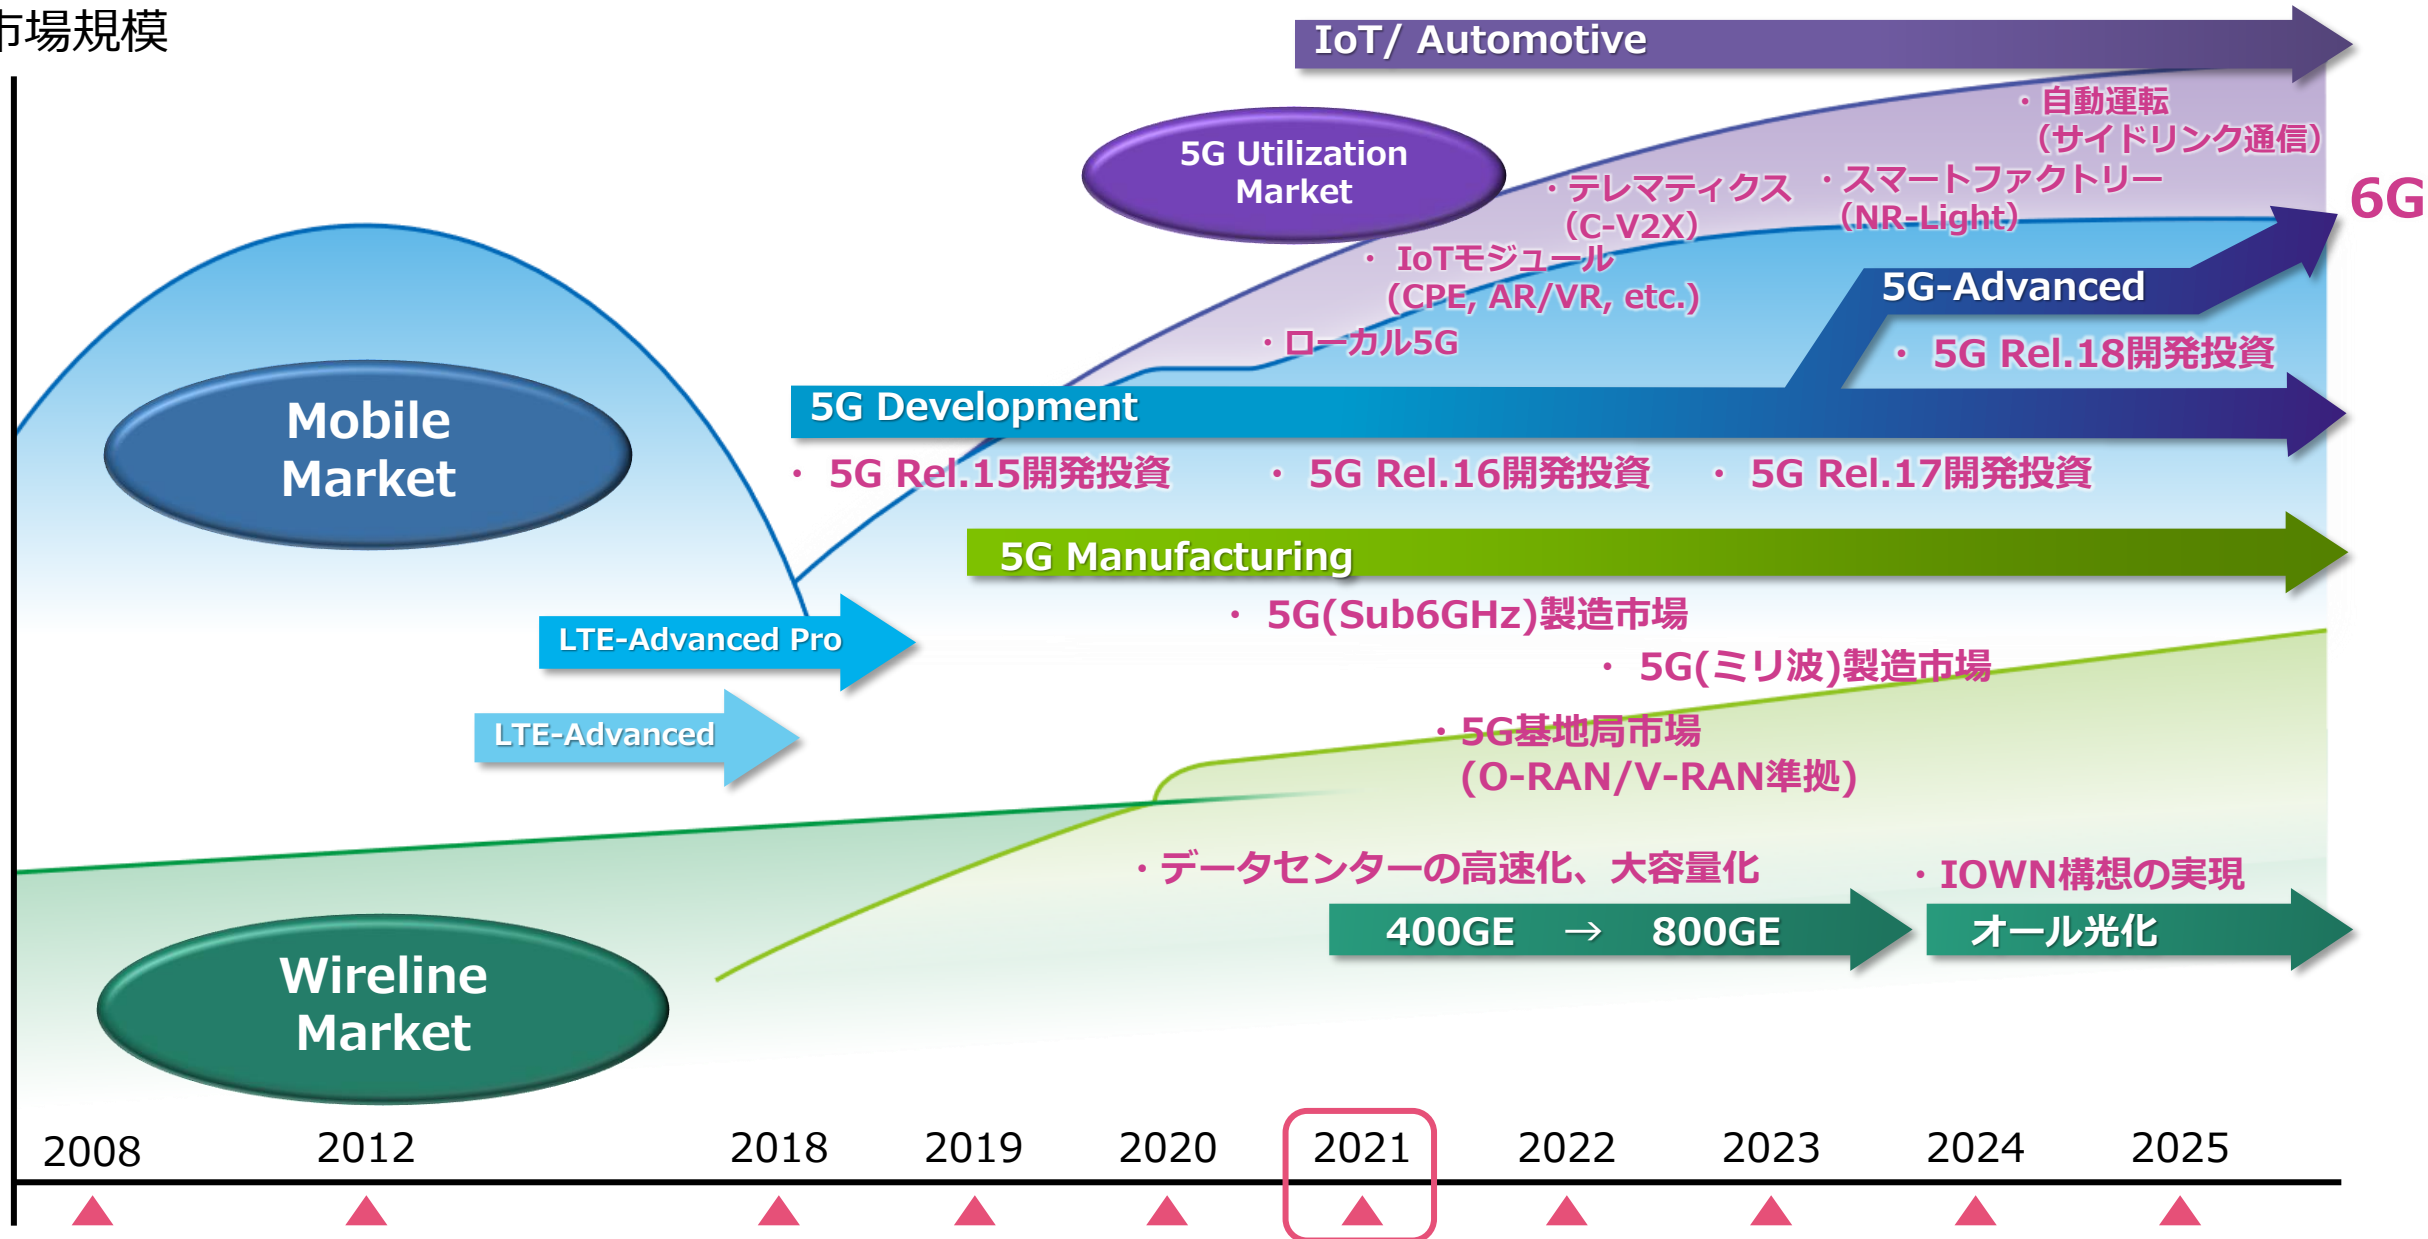 市場規模
IoT/ Automotive
・自動運転
（サイドリンク通信）
5G Utilization
Market
・テレマティクス
（C-V2X）
・スマートファクトリー
（NR-Light）
6G
・ IoTモジュール
(CPE, AR/VR, etc.)
・ローカル5G
5G-Advanced
・ 5G Rel.18開発投資
Mobile
Market
5G Development
・ 5G Rel.15開発投資
・ 5G Rel.16開発投資
・ 5G Rel.17開発投資
5G Manufacturing
・ 5G(Sub6GHz)製造市場
LTE-Advanced Pro
・ 5G(ミリ波)製造市場
LTE-Advanced
・5G基地局市場
(O-RAN/V-RAN準拠)
・データセンターの高速化、大容量化
・IOWN構想の実現
400GE → 800GE
オール光化
Wireline
Market
2008 2012 2018 2019 2020 2021 2022 2023 2024 2025